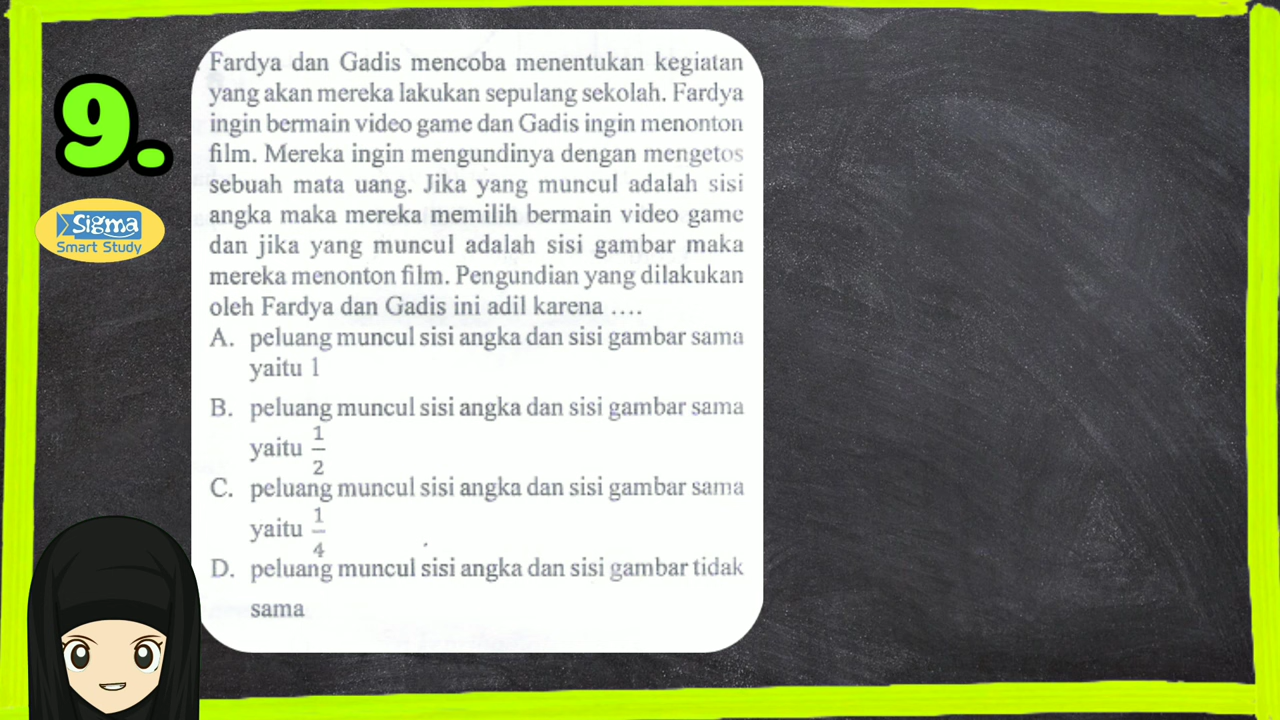 9.
Sigma
Smart Study
Fardya dan Gadis mencoba menentukan kegiatan
yang akan mereka lakukan sepulang sekolah. Fardya
ingin bermain video game dan Gadis ingin menonton
film. Mereka ingin mengundinya dengan mengetos
sebuah mata uang. Jika yang muncul adalah sisi
angka maka mereka memilih bermain video game
dan jika yang muncul adalah sisi gambar maka
mereka menonton film. Pengundian yang dilakukan
oleh Fardya dan Gadis ini adil karena ....
A. peluang muncul sisi angka dan sisi gambar sama
yaitu 1
B. peluang muncul sisi angka dan sisi gambar sama
yaitu 1/2
C. peluang muncul sisi angka dan sisi gambar sama
yaitu 1/4
D. peluang muncul sisi angka dan sisi gambar tidak
sama